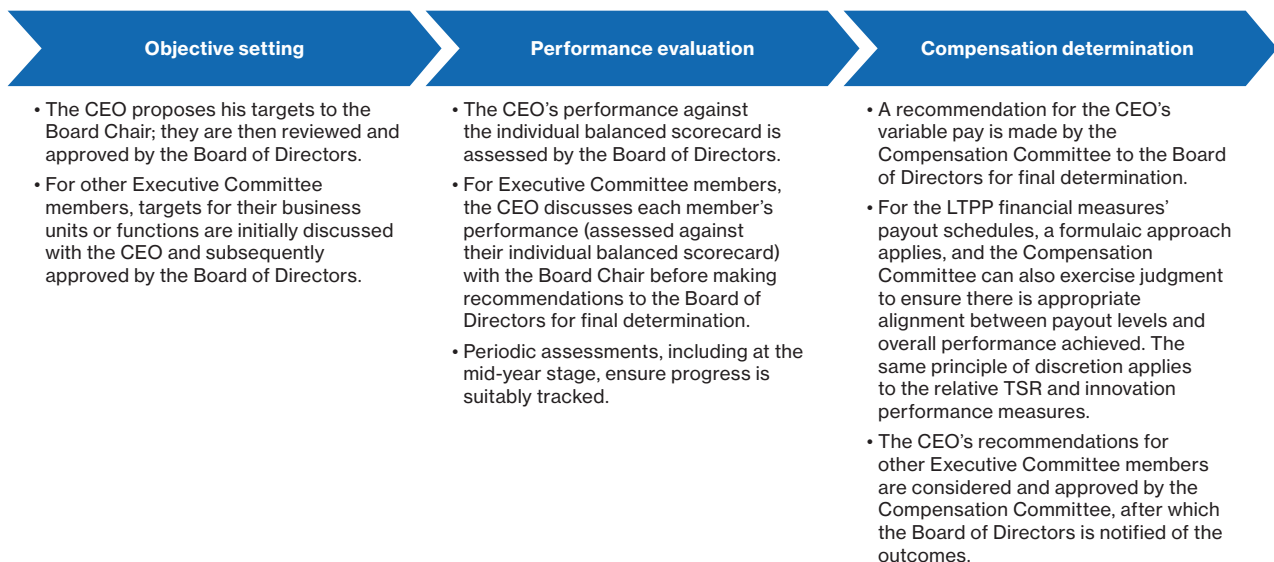 Objective setting
• The CEO proposes his targets to the
Board Chair; they are then reviewed and
approved by the Board of Directors.
• For other Executive Committee
members, targets for their business
units or functions are initially discussed
with the CEO and subsequently
approved by the Board of Directors.
Performance evaluation
• The CEO’s performance against
the individual balanced scorecard is
assessed by the Board of Directors.
• For Executive Committee members,
the CEO discusses each member’s
performance (assessed against
their individual balanced scorecard)
with the Board Chair before making
recommendations to the Board of
Directors for final determination.
• Periodic assessments, including at the
mid-year stage, ensure progress is
suitably tracked.
Compensation determination
• A recommendation for the CEO’s
variable pay is made by the
Compensation Committee to the Board
of Directors for final determination.
• For the LTPP financial measures’
payout schedules, a formulaic approach
applies, and the Compensation
Committee can also exercise judgment
to ensure there is appropriate
alignment between payout levels and
overall performance achieved. The
same principle of discretion applies
to the relative TSR and innovation
performance measures.
• The CEO’s recommendations for
other Executive Committee members
are considered and approved by the
Compensation Committee, after which
the Board of Directors is notified of the
outcomes.